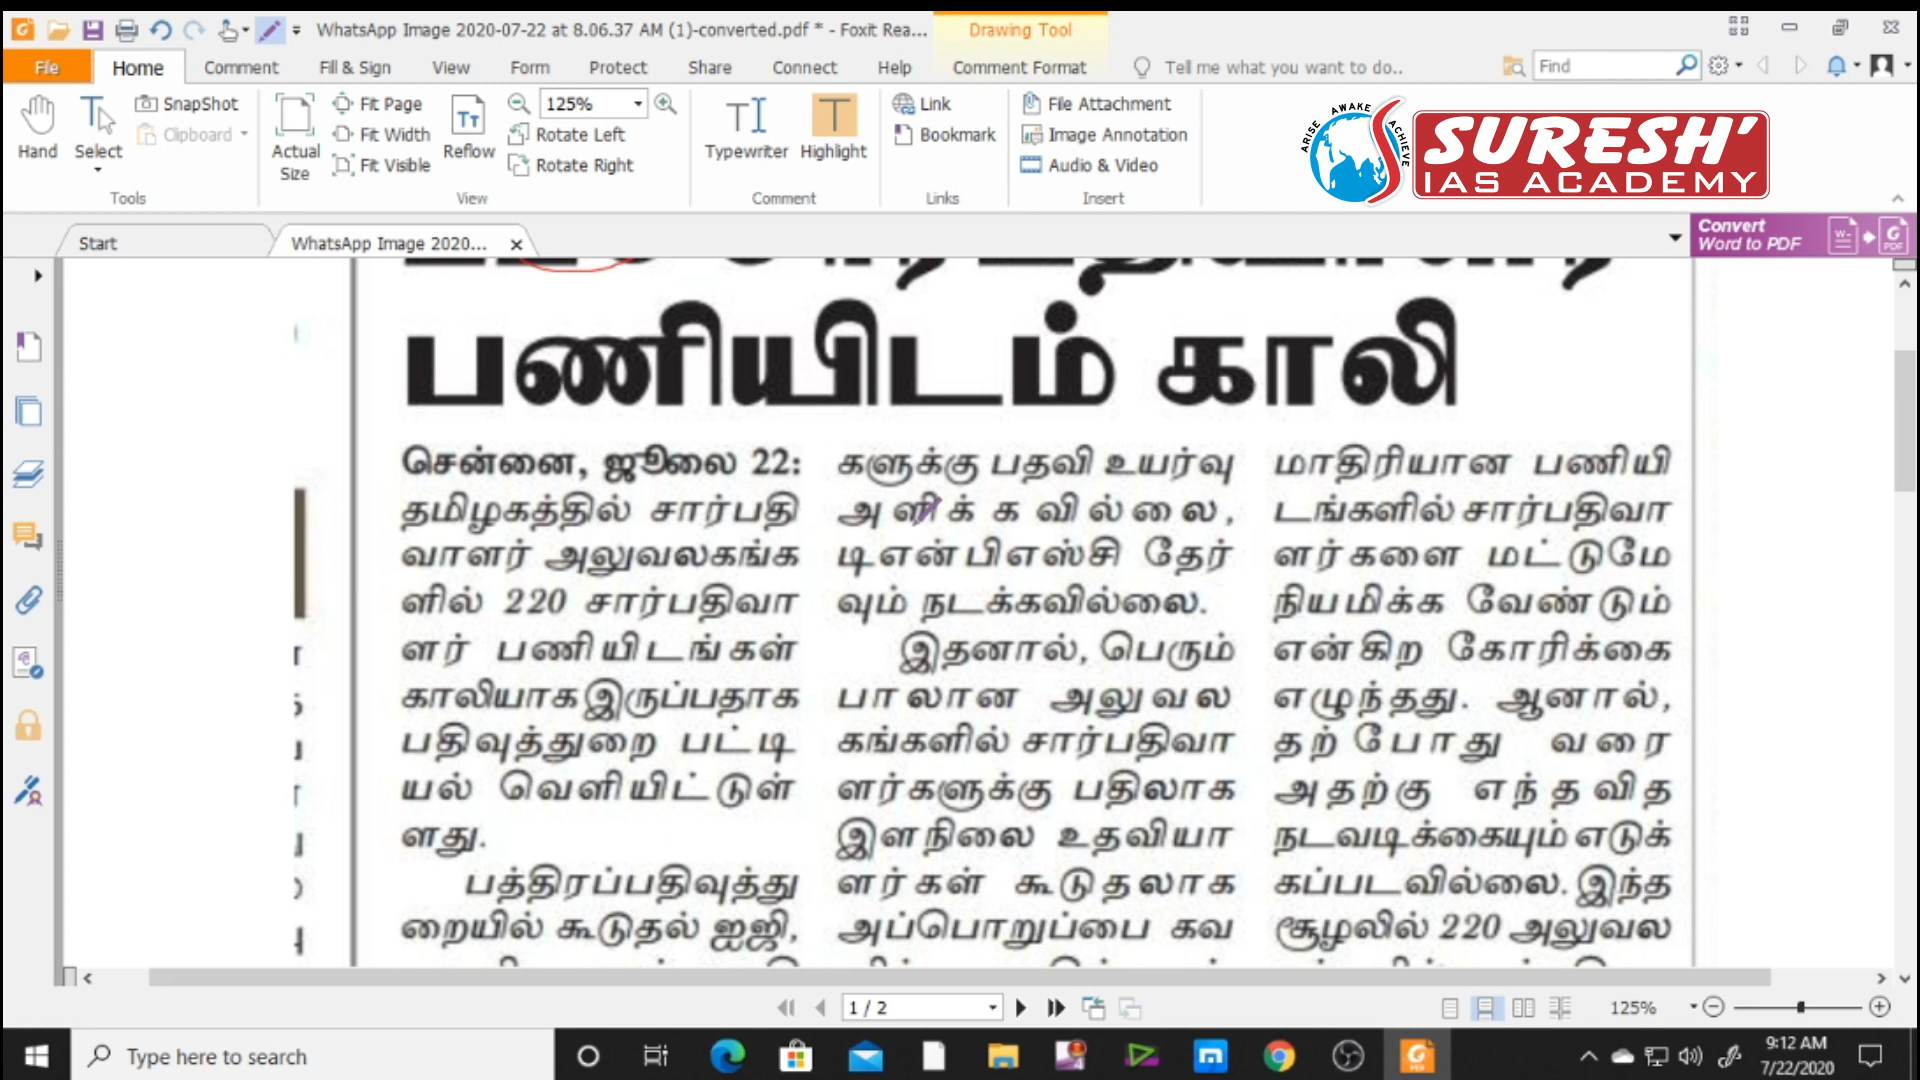 WhatsApp Image 2020-07-22 at 8.06.37 AM (1)-converted.pdf * - Foxit Rea...
Drawing Tool
File
Home
Comment
Fill & Sign
View
Form
Protect
Share
Connect
Help
Comment Format
Tell me what you want to do..
Find
Hand
Select
SnapShot
Clipboard
Tools
Actual Size
Fit Page
Fit Width
Fit Visible
Reflow
125%
Rotate Left
Rotate Right
View
Typewriter
Highlight
Comment
Link
Bookmark
Links
File Attachment
Image Annotation
Audio & Video
Insert
ARISE AWAKE ACHIEVE
SURESH'
IAS ACADEMY
Start
WhatsApp Image 2020...
Convert
Word to PDF
பணியிடம் காலி
சென்னை, ஜூலை 22:
தமிழகத்தில் சார்பதி
வாளர் அலுவலகங்க
ளில் 220 சார்பதிவா
ளர் பணியிடங்கள்
காலியாக இருப்பதாக
பதிவுத்துறை பட்டி
யல் வெளியிட்டுள்
ளது.
பத்திரப்பதிவுத்து
றையில் கூடுதல் ஐஜி,
களுக்கு பதவி உயர்வு
அளிக்கவில்லை,
டிஎன்பிஎஸ்சி தேர்
வும் நடக்கவில்லை.
இதனால், பெரும்
பாலான அலுவல
கங்களில் சார்பதிவா
ளர்களுக்கு பதிலாக
இளநிலை உதவியா
ளர்கள் கூடுதலாக
அப்பொறுப்பை கவ
மாதிரியான பணியி
டங்களில் சார்பதிவா
ளர்களை மட்டுமே
நியமிக்க வேண்டும்
என்கிற கோரிக்கை
எழுந்தது. ஆனால்,
தற்போது வரை
அதற்கு எந்தவித
நடவடிக்கையும் எடுக்
கப்படவில்லை. இந்த
சூழலில் 220 அலுவல
1 / 2
125%
Type here to search
9:12 AM
7/22/2020